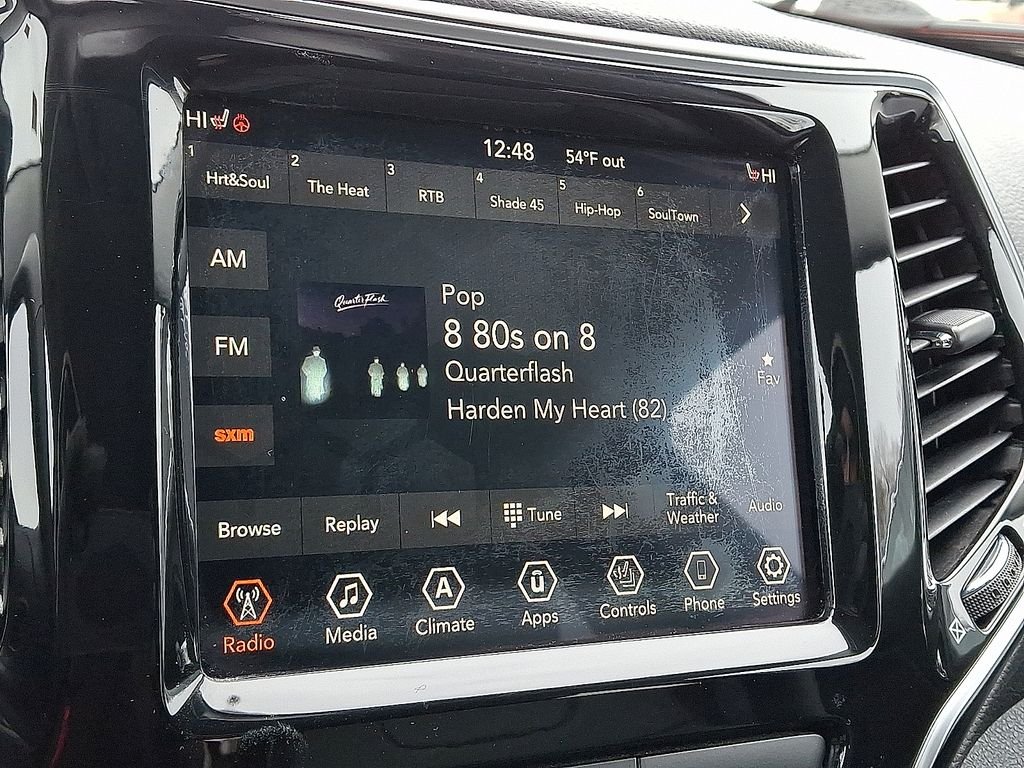 HI
12:48
54°F out
HI
1 Hrt&Soul
2 The Heat
3 RTB
4 Shade 45
5 Hip-Hop
6 SoulTown
AM
FM
sxm
QuarterFlash
Pop
8 80s on 8
Quarterflash
Harden My Heart (82)
Fav
Browse
Replay
Tune
Traffic &
Weather
Audio
Radio
Media
A
Climate
ū
Apps
Controls
Phone
Settings